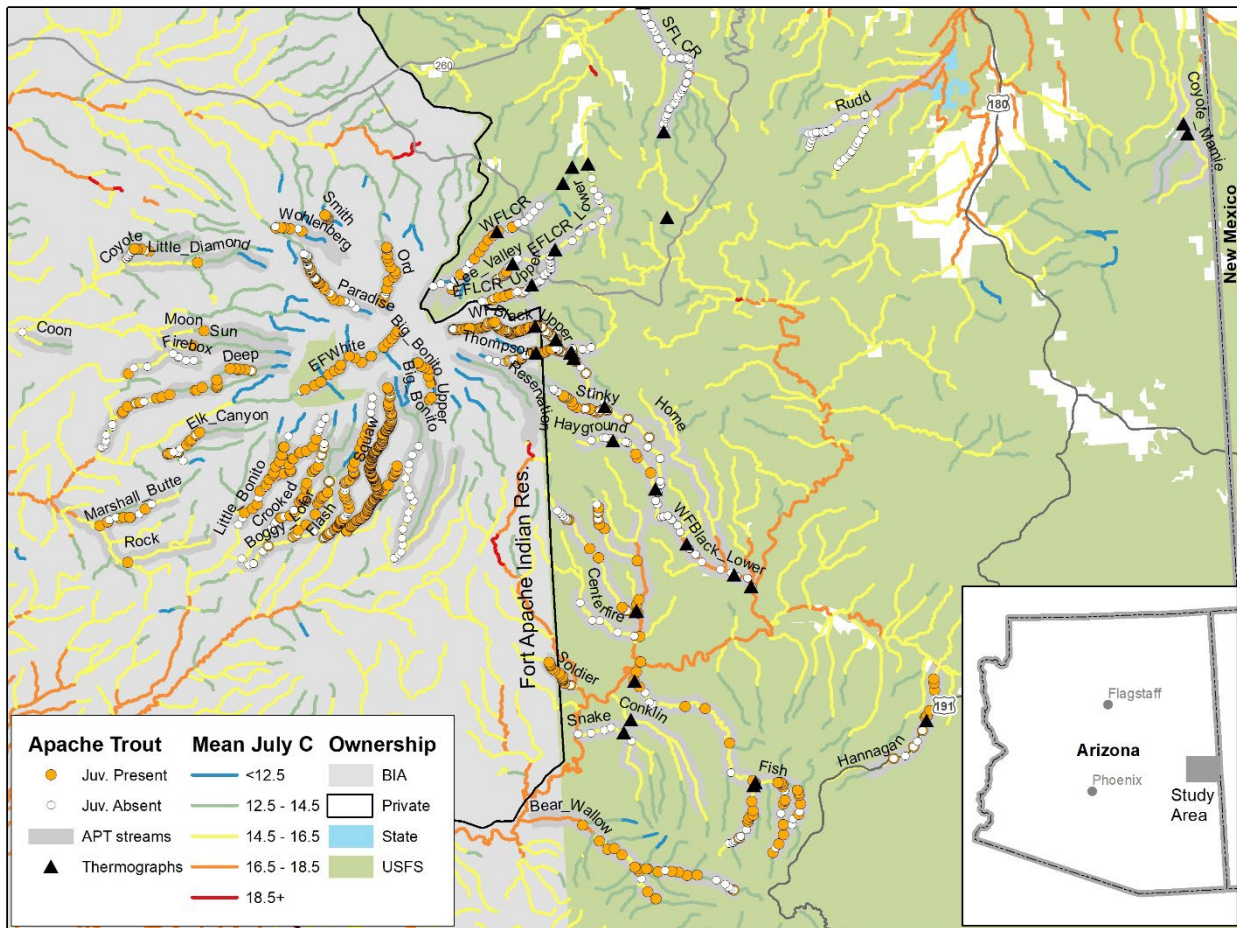 SFLCR
260
Rudd
180
Coyote_Mamie
New Mexico
Smith
Wohlenberg
Coyote
Little_Diamond
Ord
Paradise
WFLCR
Lee_Valley
EFLCR_Lower
EFLCR_Upper
Coon
Moon
Sun
Firebox
Deep
EFWhite
Big_Bonito_Upper
Big_Bonito
WFBlack_Upper
Thompson
Reservation
Stinky
Hayground
Home
Elk_Canyon
Squaw
Little_Bonito
Crooked
Boggy_Lofer
Flash
Marshall_Butte
Rock
WFBlack_Lower
Centerfire
Fort Apache Indian Res.
Soldier
Snake
Conklin
Fish
Hannagan
191
Bear_Wallow
Apache Trout
Juv. Present
Juv. Absent
APT streams
Thermographs
Mean July C
<12.5
12.5 - 14.5
14.5 - 16.5
16.5 - 18.5
18.5+
Ownership
BIA
Private
State
USFS
Flagstaff
Arizona
Phoenix
Study
Area